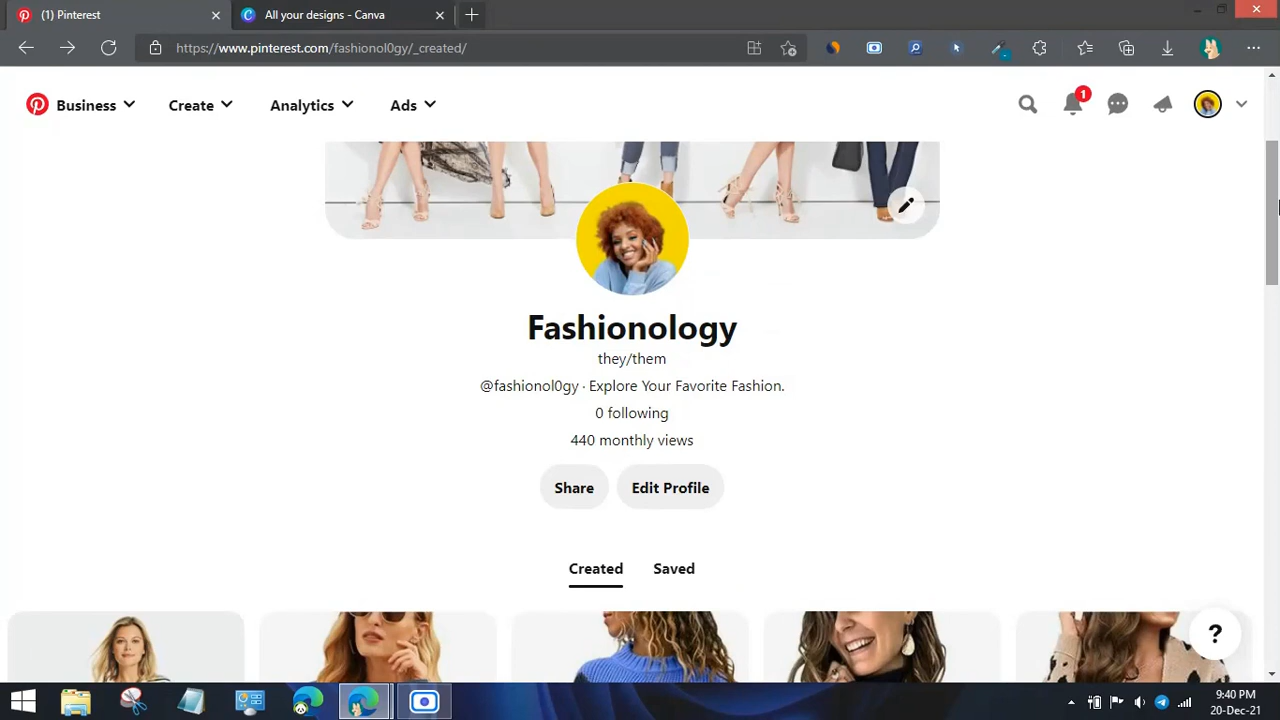 (1) Pinterest
All your designs - Canva
https://www.pinterest.com/fashionol0gy/_created/
Business
Create
Analytics
Ads
1
Fashionology
they/them
@fashionol0gy · Explore Your Favorite Fashion.
0 following
440 monthly views
Share
Edit Profile
Created
Saved
?
9:40 PM
20-Dec-21